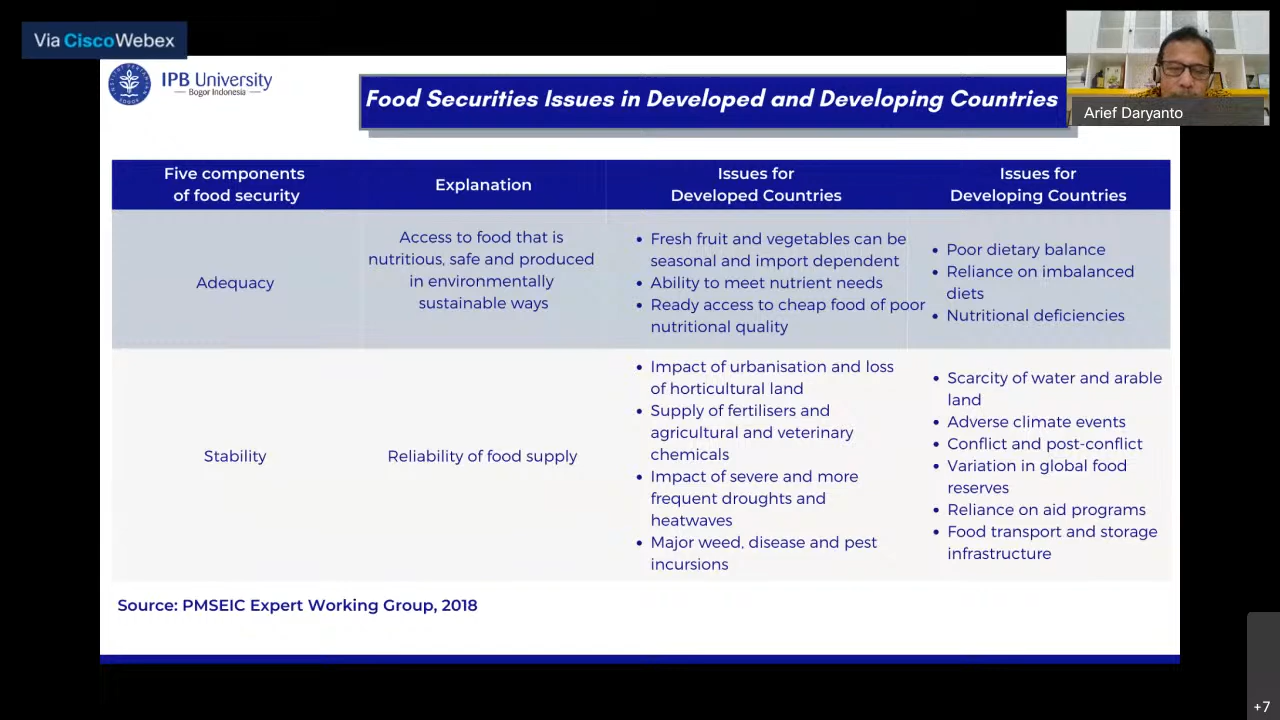 Via CiscoWebex
IPB University
Bogor Indonesia
Food Securities Issues in Developed and Developing Countries
Arief Daryanto
Five components
of food security
Explanation
Issues for
Developed Countries
Issues for
Developing Countries
Adequacy
Access to food that is
nutritious, safe and produced
in environmentally
sustainable ways
• Fresh fruit and vegetables can be
seasonal and import dependent
• Ability to meet nutrient needs
• Ready access to cheap food of poor
nutritional quality
• Poor dietary balance
• Reliance on imbalanced
diets
• Nutritional deficiencies
Stability
Reliability of food supply
• Impact of urbanisation and loss
of horticultural land
• Supply of fertilisers and
agricultural and veterinary
chemicals
• Impact of severe and more
frequent droughts and
heatwaves
• Major weed, disease and pest
incursions
• Scarcity of water and arable
land
• Adverse climate events
• Conflict and post-conflict
• Variation in global food
reserves
• Reliance on aid programs
• Food transport and storage
infrastructure
Source: PMSEIC Expert Working Group, 2018
+7